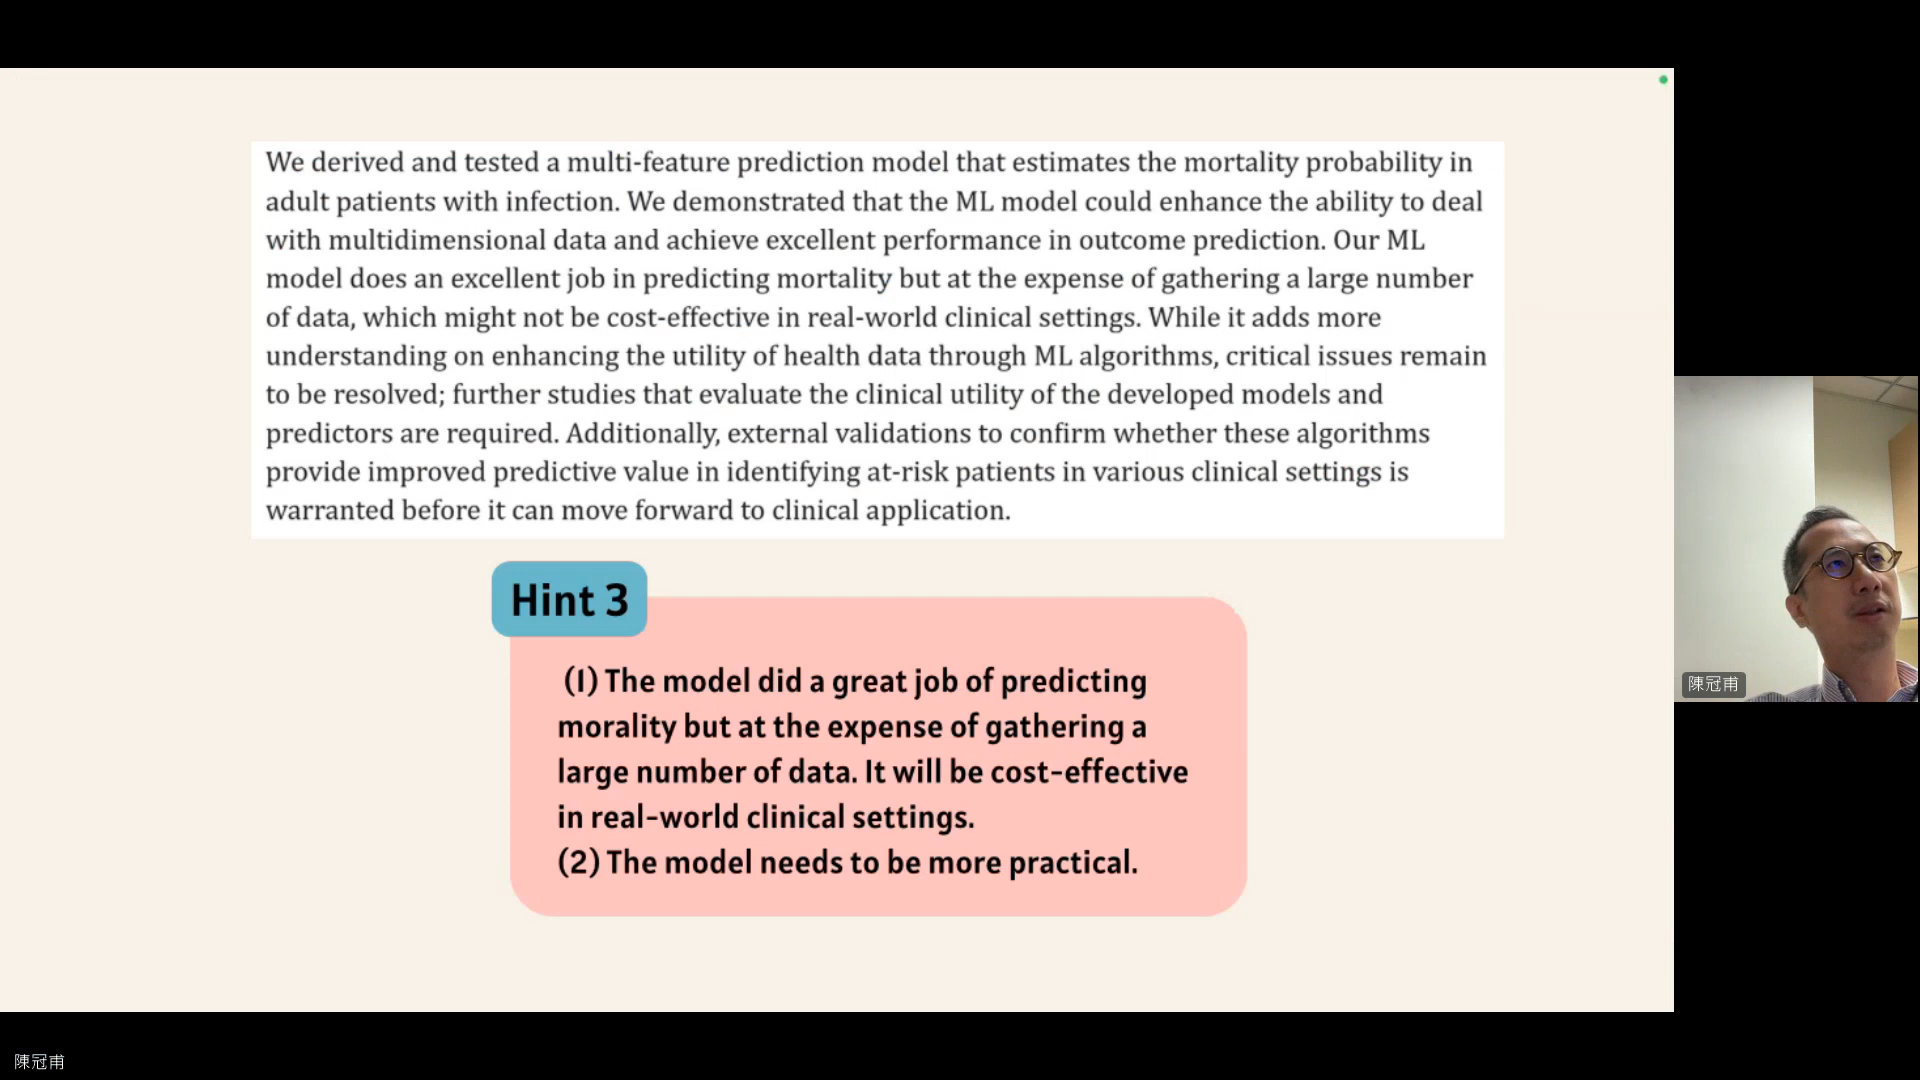 We derived and tested a multi-feature prediction model that estimates the mortality probability in
adult patients with infection. We demonstrated that the ML model could enhance the ability to deal
with multidimensional data and achieve excellent performance in outcome prediction. Our ML
model does an excellent job in predicting mortality but at the expense of gathering a large number
of data, which might not be cost-effective in real-world clinical settings. While it adds more
understanding on enhancing the utility of health data through ML algorithms, critical issues remain
to be resolved; further studies that evaluate the clinical utility of the developed models and
predictors are required. Additionally, external validations to confirm whether these algorithms
provide improved predictive value in identifying at-risk patients in various clinical settings is
warranted before it can move forward to clinical application.
Hint 3
(1) The model did a great job of predicting
morality but at the expense of gathering a
large number of data. It will be cost-effective
in real-world clinical settings.
(2) The model needs to be more practical.
陳冠甫
陳冠甫